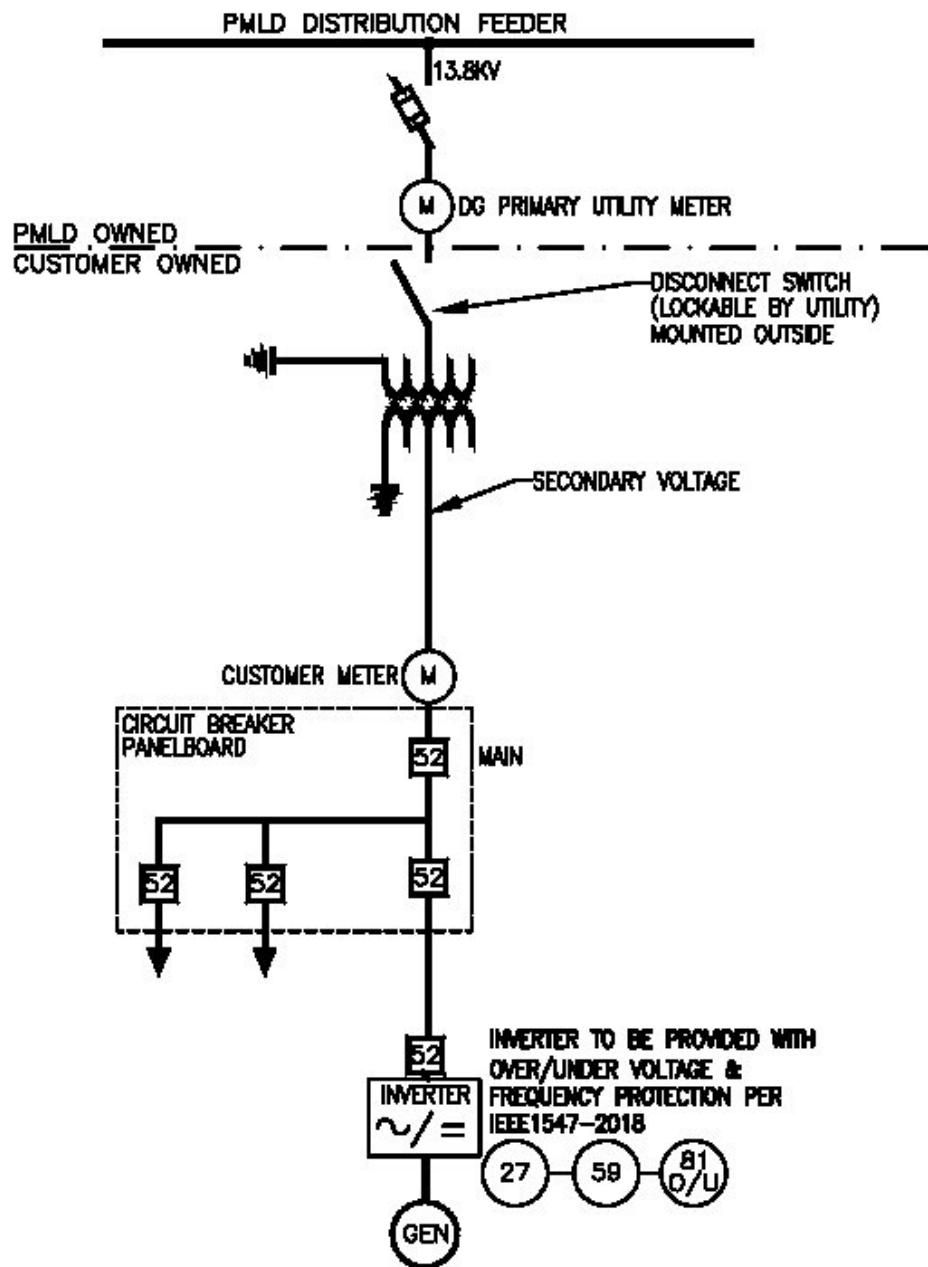 PMLD DISTRIBUTION FEEDER
13.8KV
M
DG PRIMARY UTILITY METER
PMLD OWNED
CUSTOMER OWNED
DISCONNECT SWITCH
(LOCKABLE BY UTILITY)
MOUNTED OUTSIDE
SECONDARY VOLTAGE
CUSTOMER METER
M
CIRCUIT BREAKER
PANELBOARD
52
MAIN
52
52
52
52
INVERTER
~/=
INVERTER TO BE PROVIDED WITH
OVER/UNDER VOLTAGE &
FREQUENCY PROTECTION PER
IEEE1547-2018
27
59
81
O/U
GEN